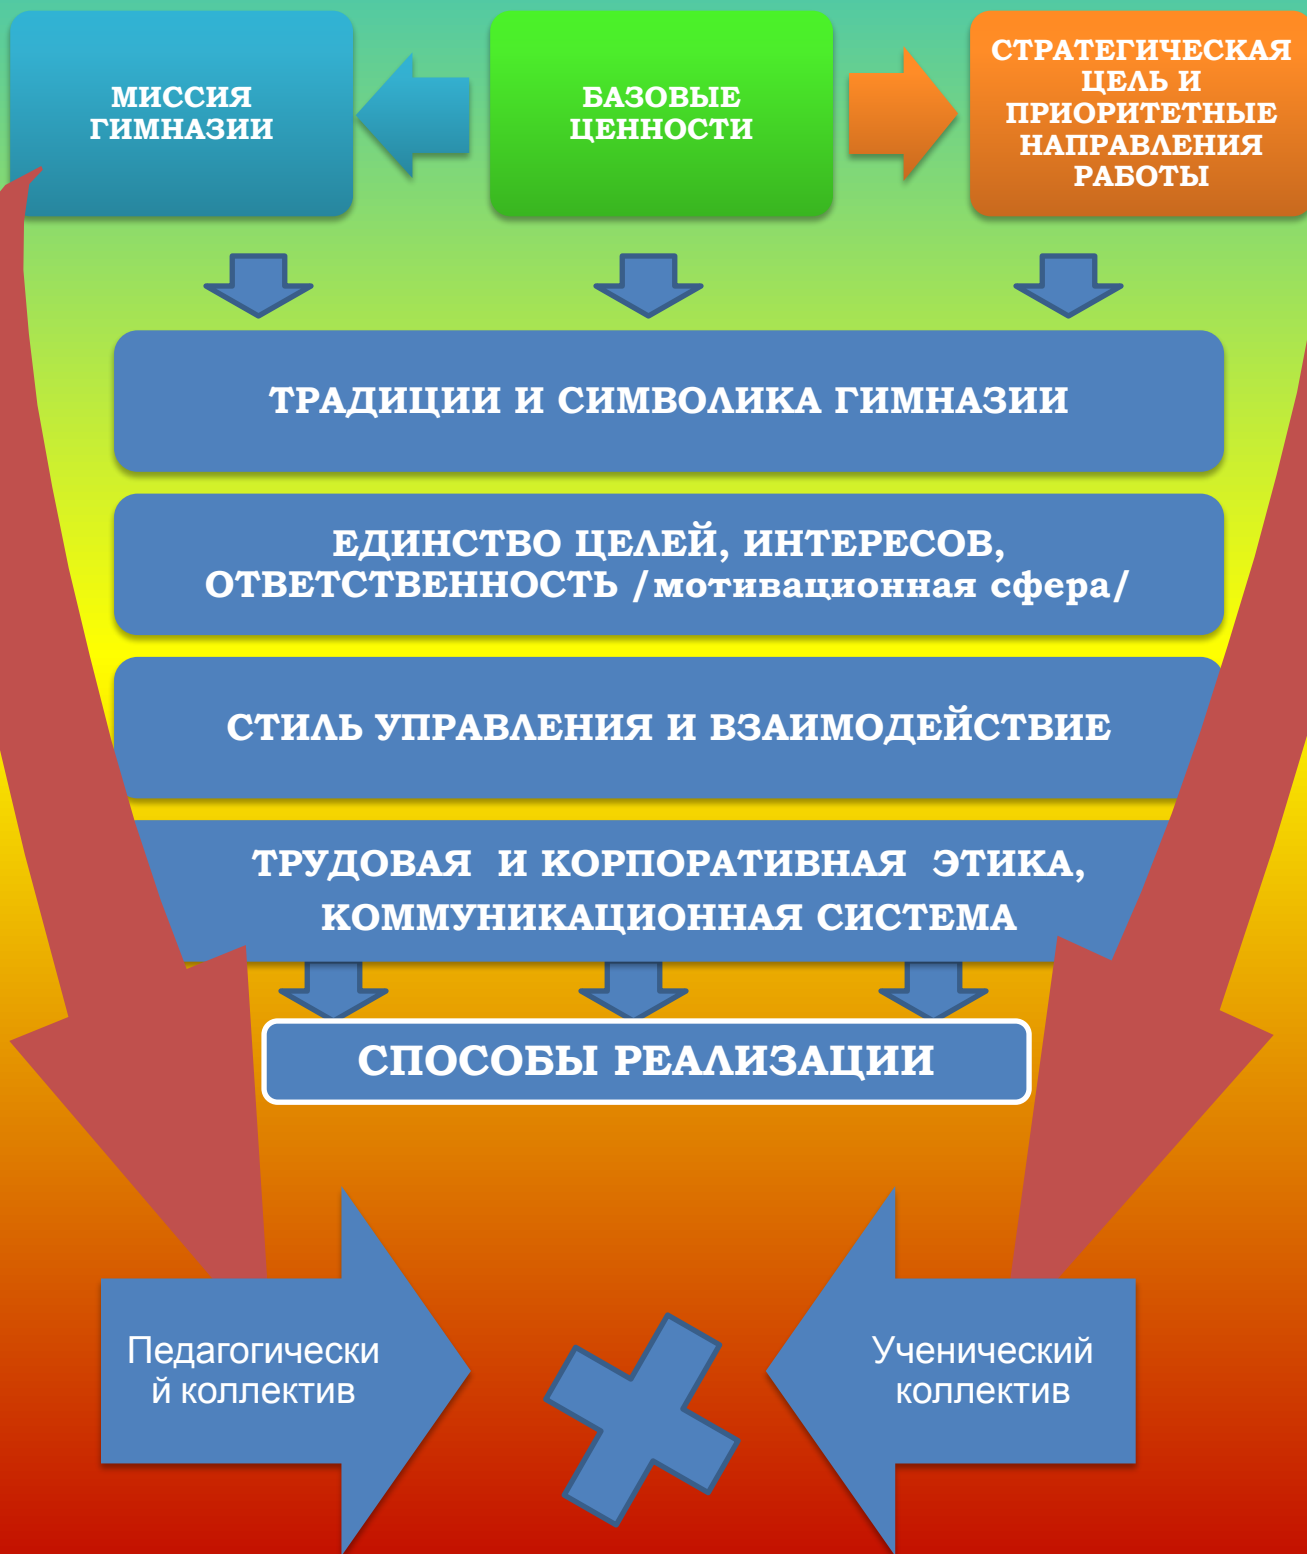 МИССИЯ
ГИМНАЗИИ
БАЗОВЫЕ
ЦЕННОСТИ
СТРАТЕГИЧЕСКАЯ
ЦЕЛЬ И
ПРИОРИТЕТНЫЕ
НАПРАВЛЕНИЯ
РАБОТЫ
ТРАДИЦИИ И СИМВОЛИКА ГИМНАЗИИ
ЕДИНСТВО ЦЕЛЕЙ, ИНТЕРЕСОВ,
ОТВЕТСТВЕННОСТЬ /мотивационная сфера/
СТИЛЬ УПРАВЛЕНИЯ И ВЗАИМОДЕЙСТВИЕ
ТРУДОВАЯ И КОРПОРАТИВНАЯ ЭТИКА,
КОММУНИКАЦИОННАЯ СИСТЕМА
СПОСОБЫ РЕАЛИЗАЦИИ
Педагогически
й коллектив
Ученический
коллектив